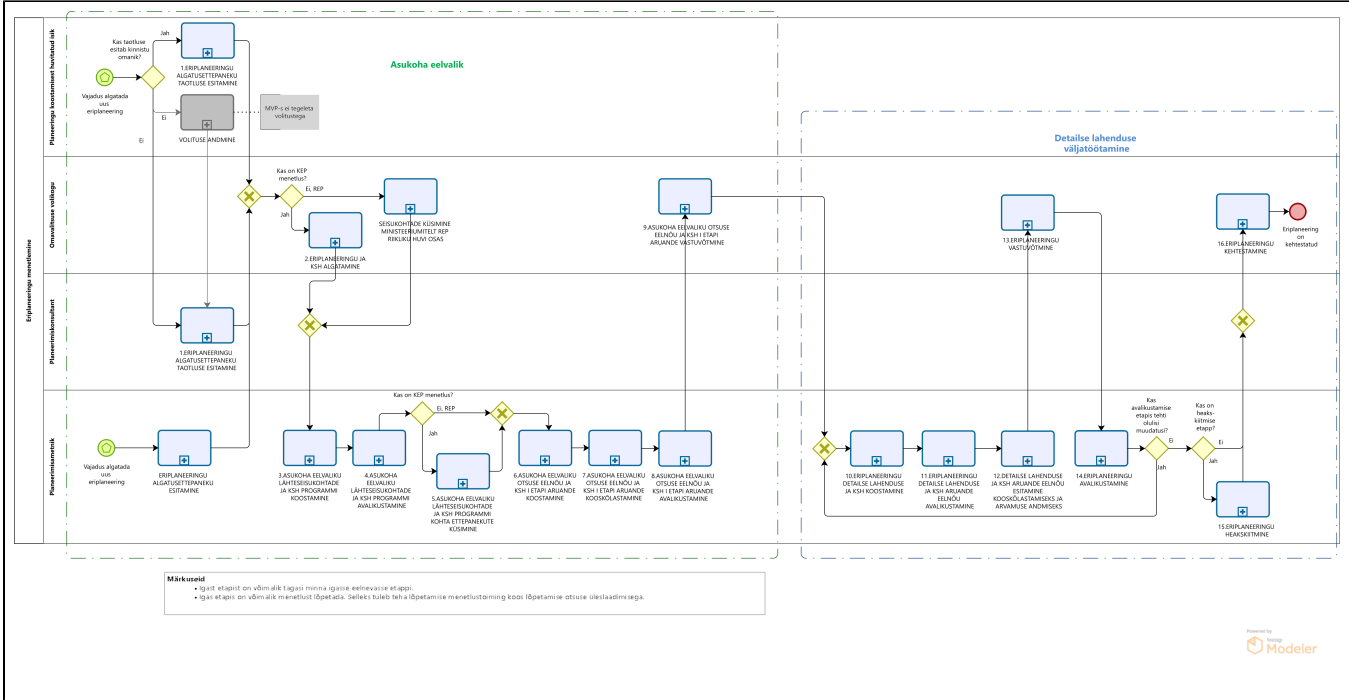 Eriplaneeringu menetlemine
Planeeringu koostamisest huvitatud isik
Kas taotluse
esitab kinnistu
omanik?
Jah
Ei
Ei
Vajadus algatada
uus
eriplaneering
1.ERIPLANEERINGU
ALGATUSETTEPANEKU
TAOTLUSE ESITAMINE
VOLITUSE ANDMINE
MVP-s ei tegeleta
volitustega
Asukoha eelvalik
Detailse lahenduse
väljatöötamine
Omavalitsuse volikogu
Kas on KEP
menetlus?
Ei, REP
Jah
2.ERIPLANEERINGU JA
KSH ALGATAMINE
SEISUKOHTADE KÜSIMINE
MINISTEERIUMITELT REP
RIIKLIKU HUVI OSAS
9.ASUKOHA EELVALIKU OTSUSE
EELNÕU JA KSH I ETAPI
ARUANDE VASTUVÕTMINE
13.ERIPLANEERINGU
VASTUVÕTMINE
16.ERIPLANEERINGU
KEHTESTAMINE
Eriplaneering
on
kehtestatud
Planeerimiskonsultant
1.ERIPLANEERINGU
ALGATUSETTEPANEKU
TAOTLUSE ESITAMINE
Planeerimisametnik
Vajadus algatada
uus
eriplaneering
ERIPLANEERINGU
ALGATUSETTEPANEKU
ESITAMINE
3.ASUKOHA EELVALIKU
LÄHTESEISUKOHTADE
JA KSH PROGRAMMI
KOOSTAMINE
4.ASUKOHA
EELVALIKU
LÄHTESEISUKOHTADE
JA KSH PROGRAMMI
AVALIKUSTAMINE
Kas on KEP menetlus?
Ei, REP
Jah
5.ASUKOHA EELVALIKU
LÄHTESEISUKOHTADE
JA KSH PROGRAMMI
KOHTA ETTEPANEKUTE
KÜSIMINE
6.ASUKOHA EELVALIKU
OTSUSE EELNÕU JA
KSH I ETAPI ARUANDE
KOOSTAMINE
7.ASUKOHA EELVALIKU
OTSUSE EELNÕU JA
KSH I ETAPI ARUANDE
KOOSKÕLASTAMINE
8.ASUKOHA EELVALIKU
OTSUSE EELNÕU JA
KSH I ETAPI ARUANDE
AVALIKUSTAMINE
10.ERIPLANEERINGU
DETAILSE LAHENDUSE
JA KSH KOOSTAMINE
11.ERIPLANEERINGU
DETAILSE LAHENDUSE
JA KSH ARUANDE
EELNÕU
AVALIKUSTAMINE
12.DETAILSE LAHENDUSE
JA KSH ARUANDE EELNÕU
ESITAMINE
KOOSKÕLASTAMISEKS JA
ARVAMUSE ANDMISEKS
14.ERIPLANEERINGU
AVALIKUSTAMINE
Kas
avalikustamise
etapis tehti
olulisi
muudatusi?
Ei
Jah
Kas on
heaks-
kiitmise
etapp?
Ei
Jah
15.ERIPLANEERINGU
HEAKSKIITMINE
Märkuseid
• Igast etapist on võimalik tagasi minna igasse eelnevasse etappi.
• Igas etapis on võimalik menetlust lõpetada. Selleks tuleb teha lõpetamise menetlustoiming koos lõpetamise otsuse üleslaadimisega.
Powered by
bizagi
Modeler